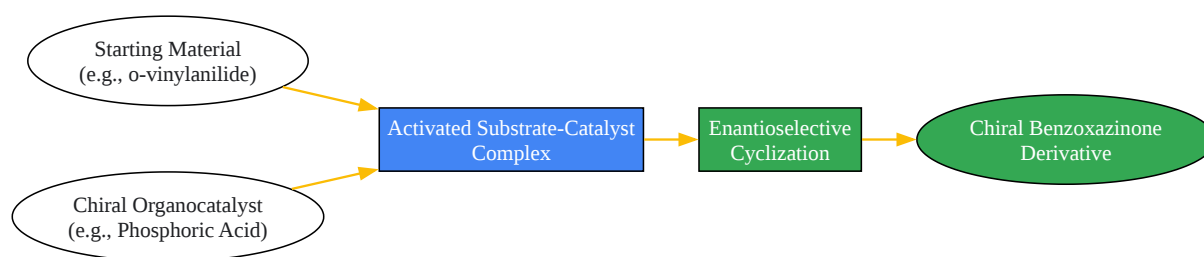 Starting Material
(e.g., o-vinylanilide)
Chiral Organocatalyst
(e.g., Phosphoric Acid)
Activated Substrate-Catalyst
Complex
Enantioselective
Cyclization
Chiral Benzoxazinone
Derivative